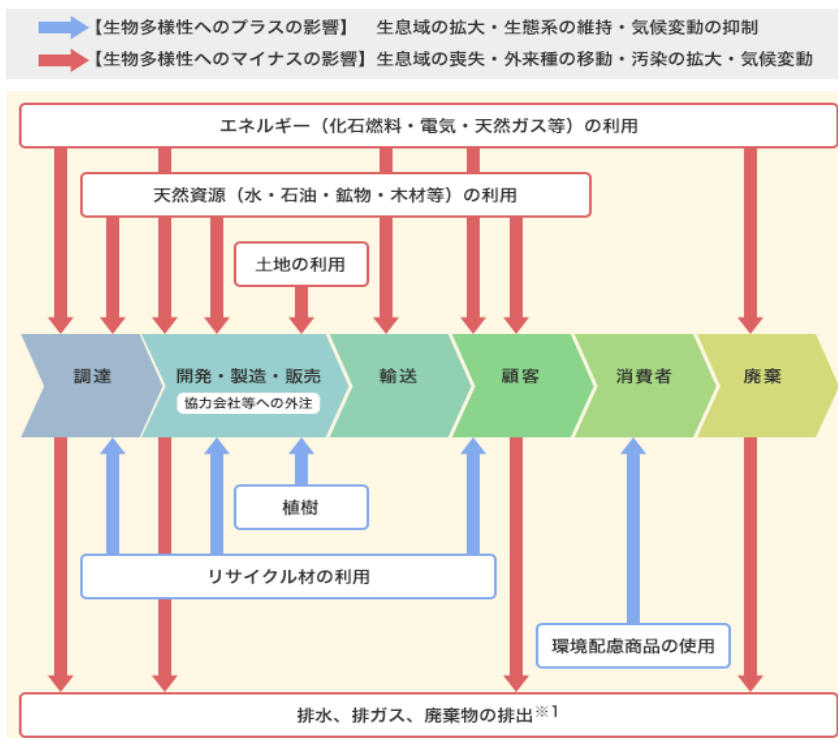 【生物多様性へのプラスの影響】 生息域の拡大・生態系の維持・気候変動の抑制
【生物多様性へのマイナスの影響】生息域の喪失・外来種の移動・汚染の拡大・気候変動
エネルギー（化石燃料・電気・天然ガス等）の利用
天然資源（水・石油・鉱物・木材等）の利用
土地の利用
調達
開発・製造・販売
協力会社等への外注
輸送
顧客
消費者
廃棄
植樹
リサイクル材の利用
環境配慮商品の使用
排水、排ガス、廃棄物の排出※1